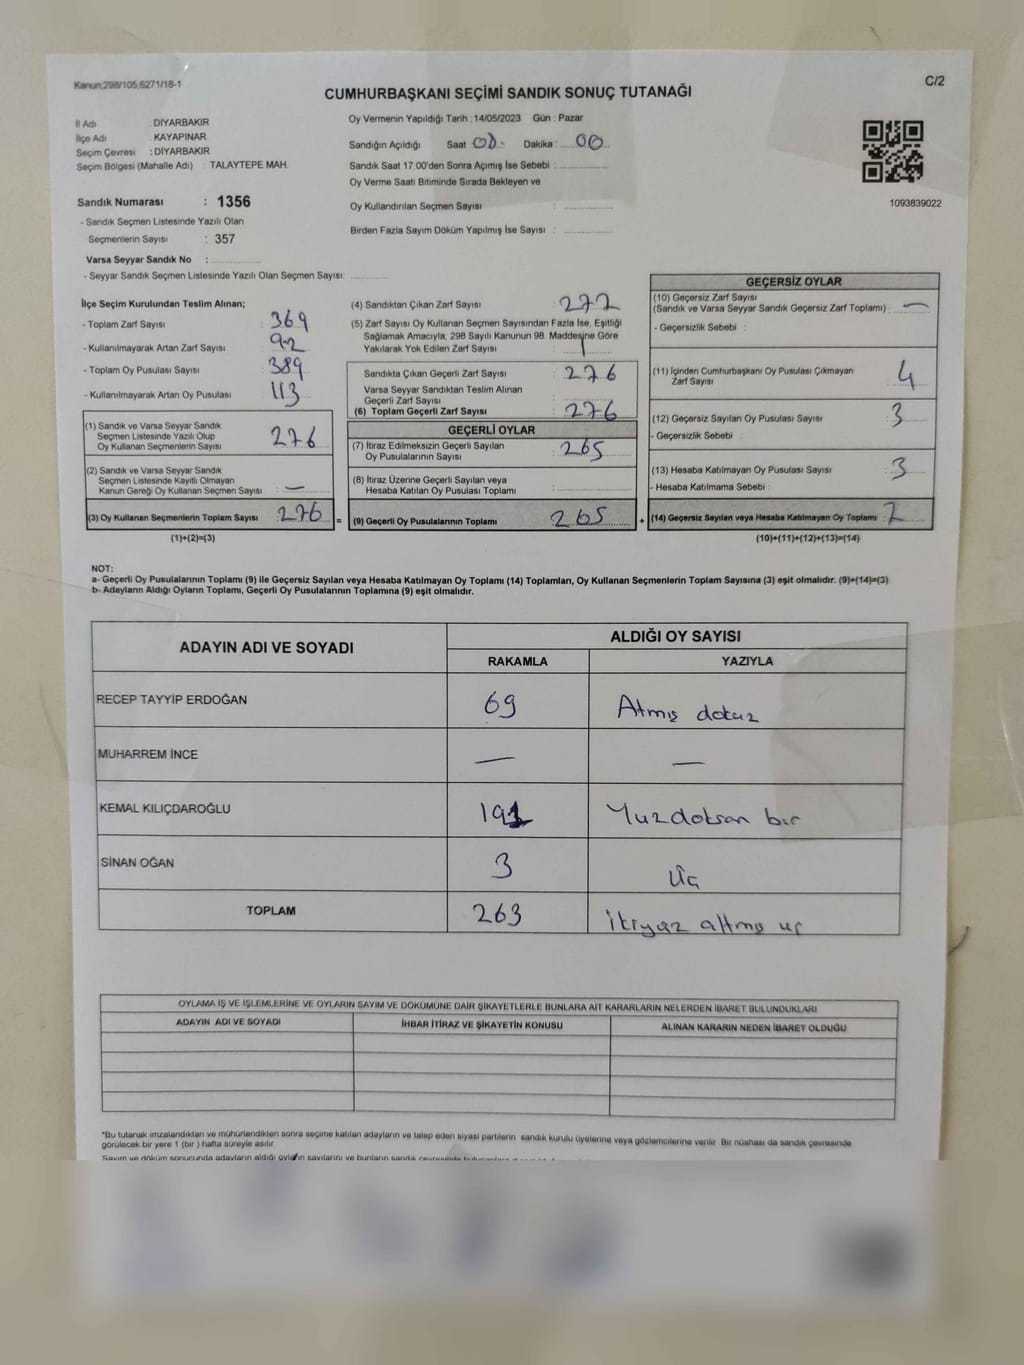 Kanun;298/105;6271/18-1
C/2
CUMHURBAŞKANI SEÇİMİ SANDIK SONUÇ TUTANAĞI
İl Adı : DİYARBAKIR
İlçe Adı : KAYAPINAR
Seçim Çevresi : DİYARBAKIR
Seçim Bölgesi (Mahalle Adı) : TALAYTEPE MAH.
Sandık Numarası : 1356
- Sandık Seçmen Listesinde Yazılı Olan
Seçmenlerin Sayısı : 357
Varsa Seyyar Sandık No :
- Seyyar Sandık Seçmen Listesinde Yazılı Olan Seçmen Sayısı:
Oy Vermenin Yapıldığı Tarih : 14/05/2023 Gün : Pazar
Sandığın Açıldığı Saat 08 Dakika : 00
Sandık Saat 17:00'den Sonra Açımış İse Sebebi :
Oy Verme Saati Bitiminde Sırada Bekleyen ve
Oy Kullandırılan Seçmen Sayısı :
Birden Fazla Sayım Döküm Yapılmış İse Sayısı :
1093839022
İlçe Seçim Kurulundan Teslim Alınan;
- Toplam Zarf Sayısı : 369
- Kullanılmayarak Artan Zarf Sayısı : 92
- Toplam Oy Pusulası Sayısı : 389
- Kullanılmayarak Artan Oy Pusulası : 113
(1) Sandık ve Varsa Seyyar Sandık
Seçmen Listesinde Yazılı Olup
Oy Kullanan Seçmenlerin Sayısı : 276
(2) Sandık ve Varsa Seyyar Sandık
Seçmen Listesinde Kayıtlı Olmayan
Kanun Gereği Oy Kullanan Seçmen Sayısı : —
(3) Oy Kullanan Seçmenlerin Toplam Sayısı : 276 =
(1)+(2)=(3)
(4) Sandıktan Çıkan Zarf Sayısı : 277
(5) Zarf Sayısı Oy Kullanan Seçmen Sayısından Fazla İse, Eşitliği
Sağlamak Amacıyla, 298 Sayılı Kanunun 98. Maddesine Göre
Yakılarak Yok Edilen Zarf Sayısı : 1
Sandıkta Çıkan Geçerli Zarf Sayısı : 276
Varsa Seyyar Sandıktan Teslim Alınan
Geçerli Zarf Sayısı :
(6) Toplam Geçerli Zarf Sayısı : 276
GEÇERLİ OYLAR
(7) İtiraz Edilmeksizin Geçerli Sayılan
Oy Pusulalarının Sayısı : 265
(8) İtiraz Üzerine Geçerli Sayılan veya
Hesaba Katılan Oy Pusulası Toplamı :
(9) Geçerli Oy Pusulalarının Toplamı 265 +
GEÇERSİZ OYLAR
(10) Geçersiz Zarf Sayısı
(Sandık ve Varsa Seyyar Sandık Geçersiz Zarf Toplamı) : —
- Geçersizlik Sebebi :
(11) İçinden Cumhurbaşkanı Oy Pusulası Çıkmayan
Zarf Sayısı : 4
(12) Geçersiz Sayılan Oy Pusulası Sayısı : 3
- Geçersizlik Sebebi :
(13) Hesaba Katılmayan Oy Pusulası Sayısı : 3
- Hesaba Katılmama Sebebi :
(14) Geçersiz Sayılan veya Hesaba Katılmayan Oy Toplamı :
(10)+(11)+(12)+(13)=(14)
NOT:
a- Geçerli Oy Pusulalarının Toplamı (9) ile Geçersiz Sayılan veya Hesaba Katılmayan Oy Toplamı (14) Toplamları, Oy Kullanan Seçmenlerin Toplam Sayısına (3) eşit olmalıdır. (9)+(14)=(3)
b- Adayların Aldığı Oyların Toplamı, Geçerli Oy Pusulalarının Toplamına (9) eşit olmalıdır.
ADAYIN ADI VE SOYADI
ALDIĞI OY SAYISI
RAKAMLA YAZIYLA
RECEP TAYYİP ERDOĞAN 69 Atmış dokuz
MUHARREM İNCE — —
KEMAL KILIÇDAROĞLU 191 Yuzdoksan bir
SİNAN OĞAN 3 Üç
TOPLAM 263 ikiyüz altmış üç
OYLAMA İŞ VE İŞLEMLERİNE VE OYLARIN SAYIM VE DÖKÜMÜNE DAİR ŞİKAYETLERLE BUNLARA AİT KARARLARIN NELERDEN İBARET BULUNDUKLARI
ADAYIN ADI VE SOYADI İHBAR İTİRAZ VE ŞİKAYETİN KONUSU ALINAN KARARIN NEDEN İBARET OLDUĞU
*Bu tutanak imzalandıktan ve mühürlendikten sonra seçime katılan adayların ve talep eden siyasi partilerin sandık kurulu üyelerine veya gözlemcilerine verilir. Bir nüshası da sandık çevresinde
görülecek bir yere 1 (bir) hafta süreyle asılır.
Sayım ve döküm sonucunda adayların aldığı oyların sayılarını ve bunların sandık